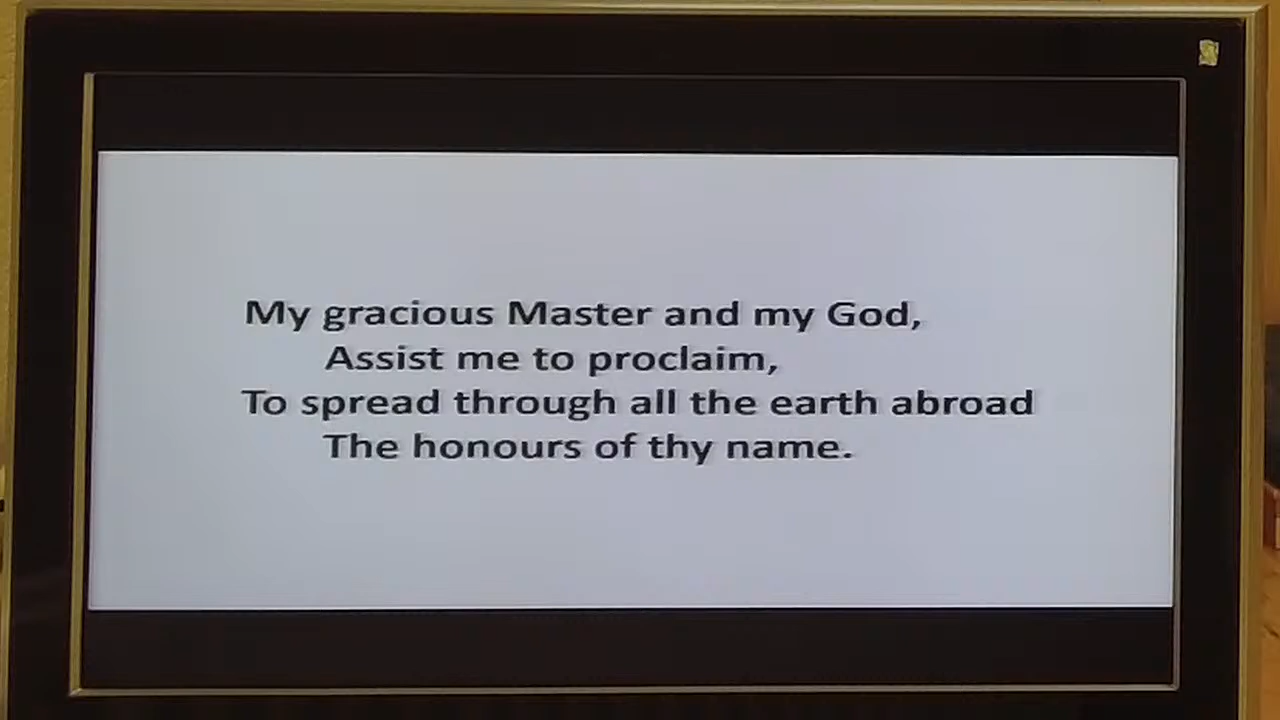 My gracious Master and my God,
Assist me to proclaim,
To spread through all the earth abroad
The honours of thy name.